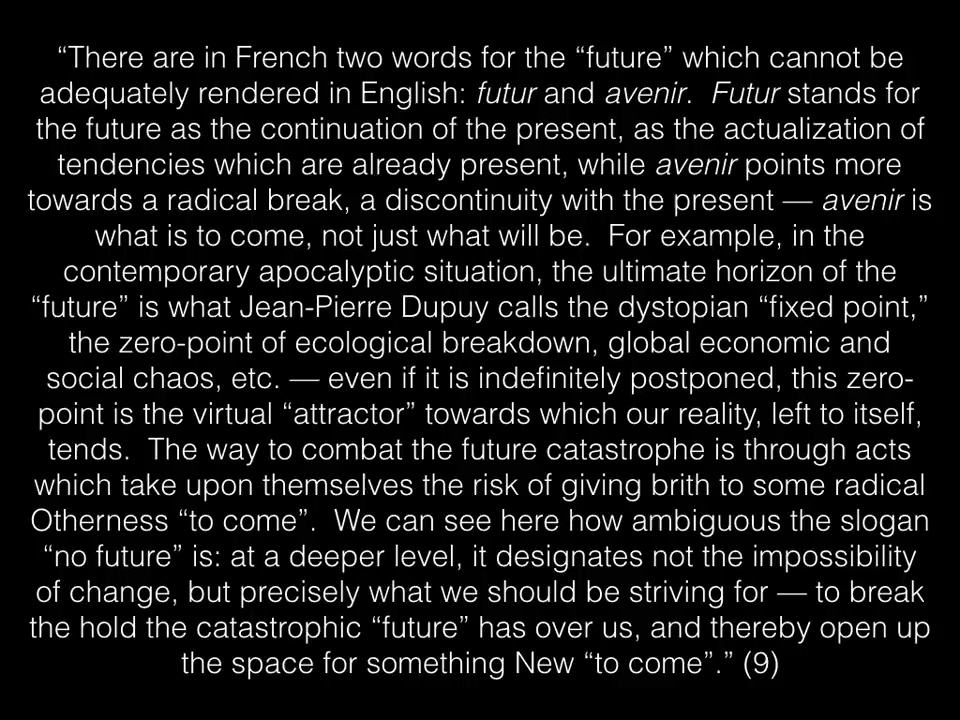 “There are in French two words for the “future” which cannot be
adequately rendered in English: futur and avenir.  Futur stands for
the future as the continuation of the present, as the actualization of
tendencies which are already present, while avenir points more
towards a radical break, a discontinuity with the present — avenir is
what is to come, not just what will be.  For example, in the
contemporary apocalyptic situation, the ultimate horizon of the
“future” is what Jean-Pierre Dupuy calls the dystopian “fixed point,”
the zero-point of ecological breakdown, global economic and
social chaos, etc. — even if it is indefinitely postponed, this zero-
point is the virtual “attractor” towards which our reality, left to itself,
tends.  The way to combat the future catastrophe is through acts
which take upon themselves the risk of giving brith to some radical
Otherness “to come”.  We can see here how ambiguous the slogan
“no future” is: at a deeper level, it designates not the impossibility
of change, but precisely what we should be striving for — to break
the hold the catastrophic “future” has over us, and thereby open up
the space for something New “to come”.” (9)